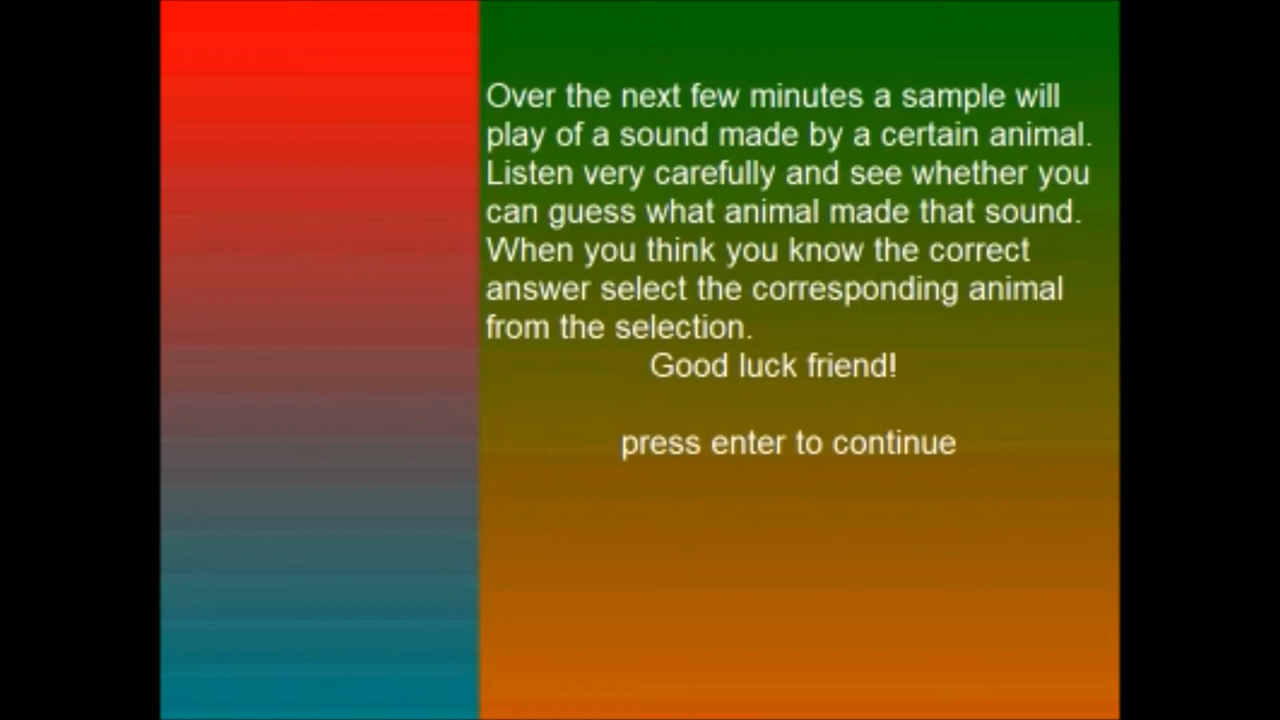 Over the next few minutes a sample will
play of a sound made by a certain animal.
Listen very carefully and see whether you
can guess what animal made that sound.
When you think you know the correct
answer select the corresponding animal
from the selection.
Good luck friend!
press enter to continue